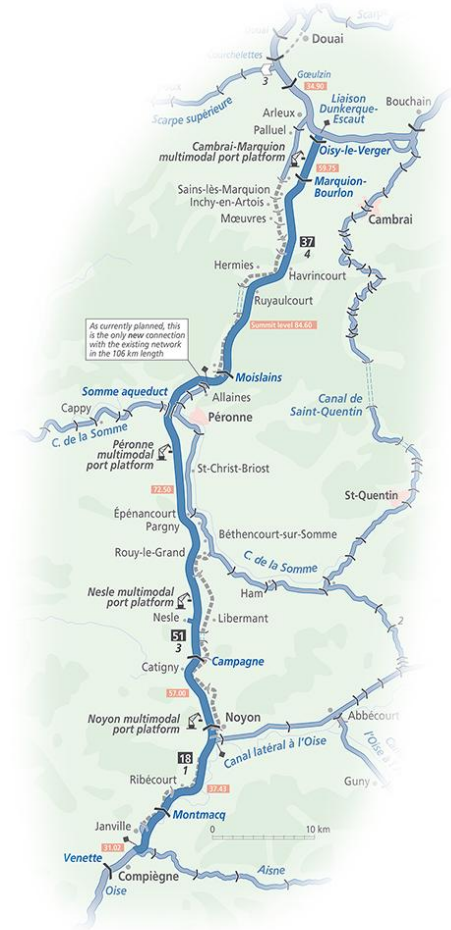 Scarpe
Douai
Courchelettes
3
Gœulzin
34.90
Scarpe supérieure
Liaison
Dunkerque-
Escaut
Bouchain
Arleux
Palluel
Cambrai-Marquion
multimodal port platform
Oisy-le-Verger
59.75
Marquion-
Bourlon
Sains-lès-Marquion
Inchy-en-Artois
Mœuvres
Cambrai
37
4
Hermies
Havrincourt
Ruyaulcourt
Summit level 84.60
As currently planned, this
is the only new connection
with the existing network
in the 106 km length
Moislains
Somme aqueduct
Allaines
Canal de
Saint-Quentin
Cappy
Péronne
C. de la Somme
Péronne
multimodal
port platform
St-Christ-Briost
72.50
St-Quentin
Épénancourt
Pargny
Béthencourt-sur-Somme
Rouy-le-Grand
C. de la Somme
Ham
Nesle multimodal
port platform
Nesle
Libermant
2
51
3
Catigny
Campagne
57.00
Noyon multimodal
port platform
Noyon
Abbécourt
Canal latéral à l'Oise
l'Oise à
18
1
Guny
Ribécourt
37.43
Montmacq
Janville
0
10 km
31.02
Venette
Compiègne
Aisne
Oise